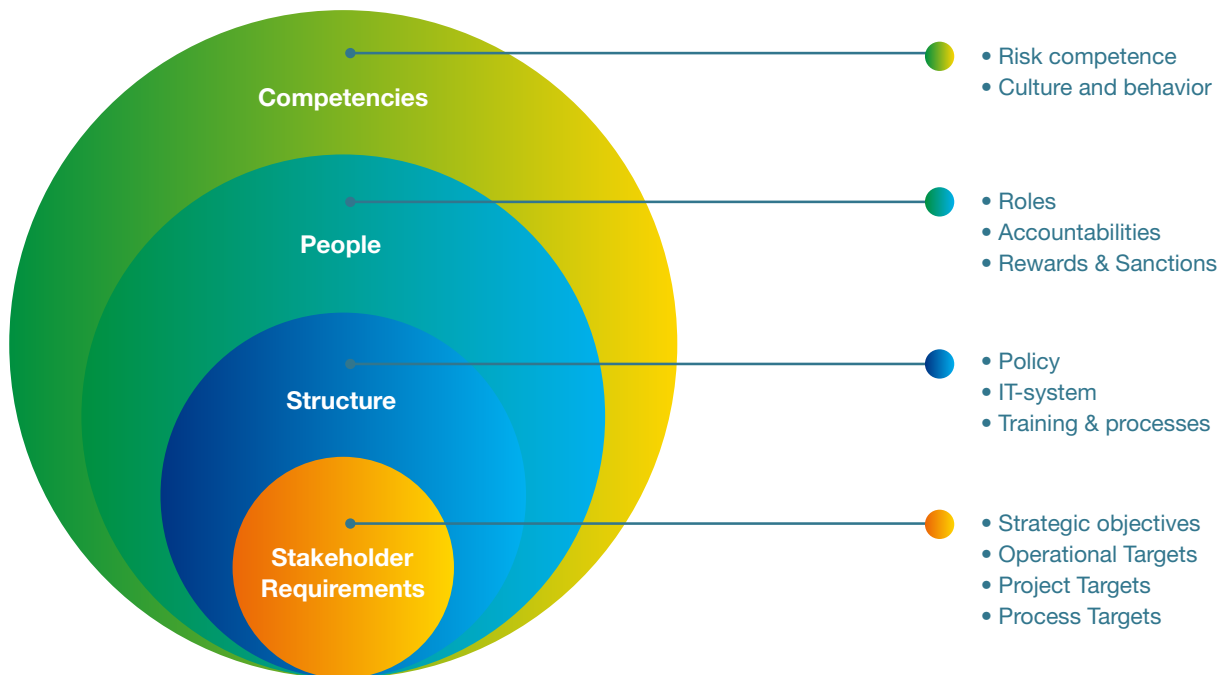 Competencies
• Risk competence
• Culture and behavior
People
• Roles
• Accountabilities
• Rewards & Sanctions
Structure
• Policy
• IT-system
• Training & processes
Stakeholder
Requirements
• Strategic objectives
• Operational Targets
• Project Targets
• Process Targets